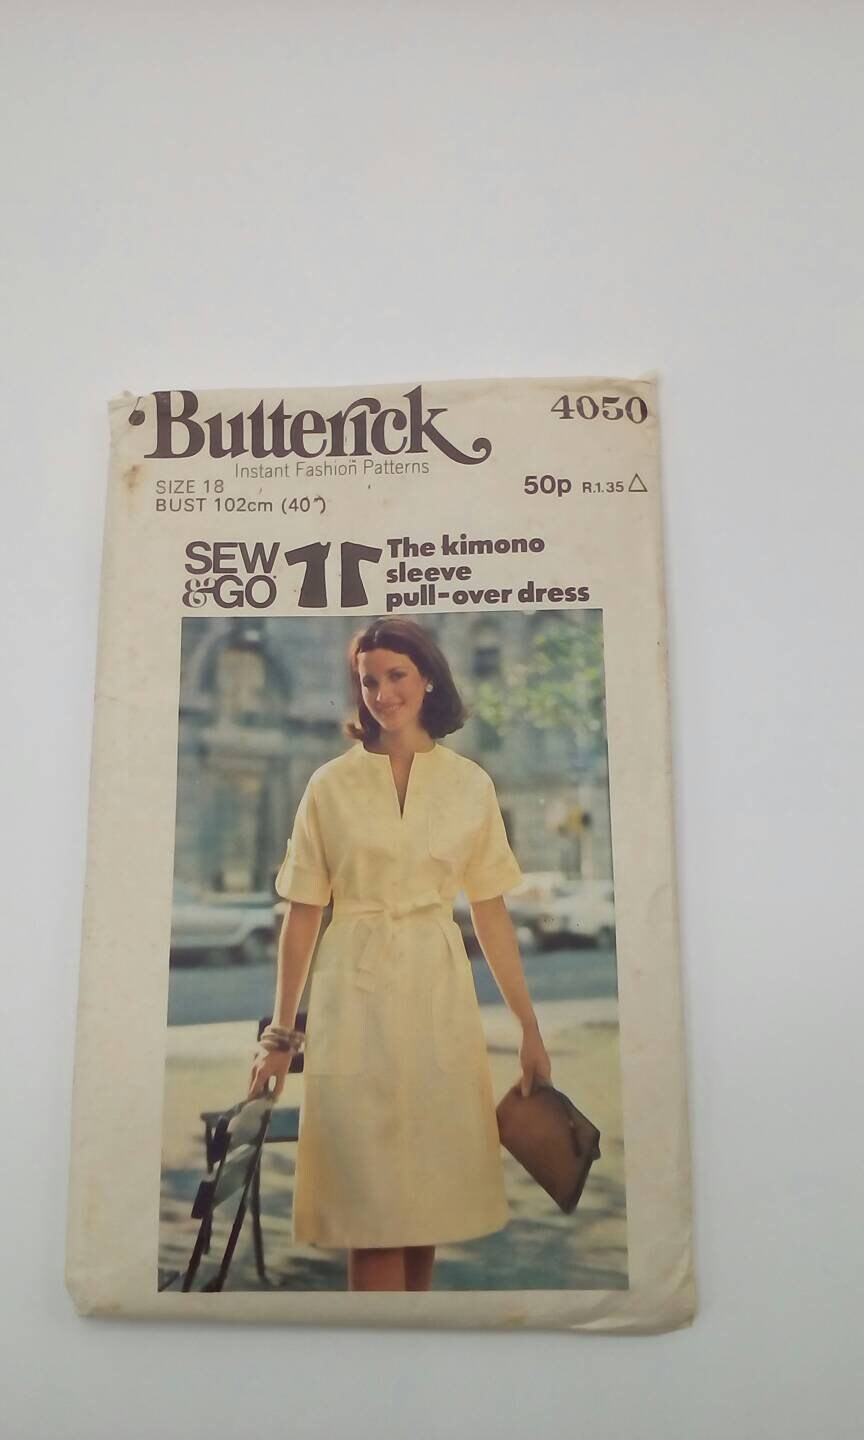 Butterick
4050
Instant Fashion™ Patterns
SIZE 18
50p R.1.35 △
BUST 102cm (40")
SEW
&GO
The kimono
sleeve
pull-over dress